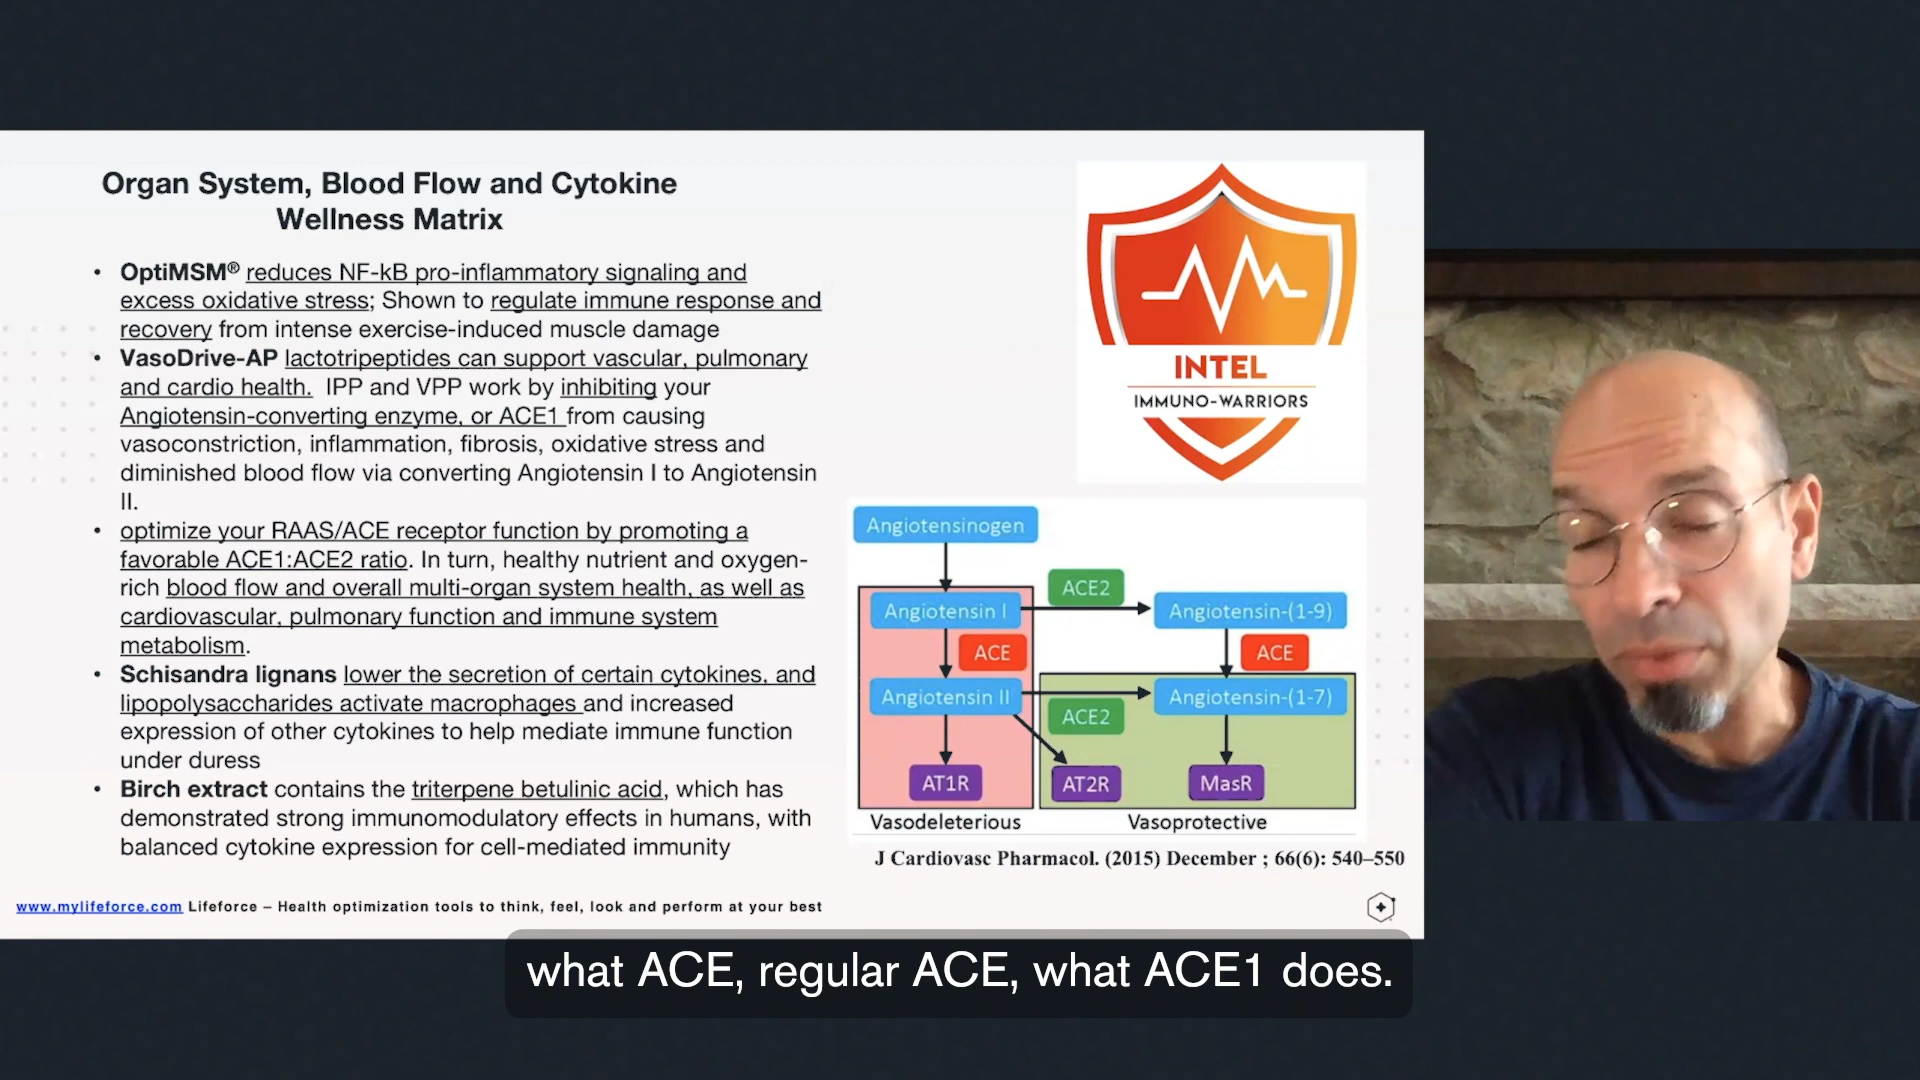 Organ System, Blood Flow and Cytokine
Wellness Matrix
• OptiMSM® reduces NF-kB pro-inflammatory signaling and
excess oxidative stress; Shown to regulate immune response and
recovery from intense exercise-induced muscle damage
• VasoDrive-AP lactotripeptides can support vascular, pulmonary
and cardio health. IPP and VPP work by inhibiting your
Angiotensin-converting enzyme, or ACE1 from causing
vasoconstriction, inflammation, fibrosis, oxidative stress and
diminished blood flow via converting Angiotensin I to Angiotensin
II.
• optimize your RAAS/ACE receptor function by promoting a
favorable ACE1:ACE2 ratio. In turn, healthy nutrient and oxygen-
rich blood flow and overall multi-organ system health, as well as
cardiovascular, pulmonary function and immune system
metabolism.
• Schisandra lignans lower the secretion of certain cytokines, and
lipopolysaccharides activate macrophages and increased
expression of other cytokines to help mediate immune function
under duress
• Birch extract contains the triterpene betulinic acid, which has
demonstrated strong immunomodulatory effects in humans, with
balanced cytokine expression for cell-mediated immunity
INTEL
IMMUNO-WARRIORS
Angiotensinogen
ACE2
Angiotensin I
Angiotensin-(1-9)
ACE
ACE
Angiotensin II
Angiotensin-(1-7)
ACE2
AT1R
AT2R
MasR
Vasodeleterious
Vasoprotective
J Cardiovasc Pharmacol. (2015) December ; 66(6): 540–550
www.mylifeforce.com Lifeforce – Health optimization tools to think, feel, look and perform at your best
what ACE, regular ACE, what ACE1 does.